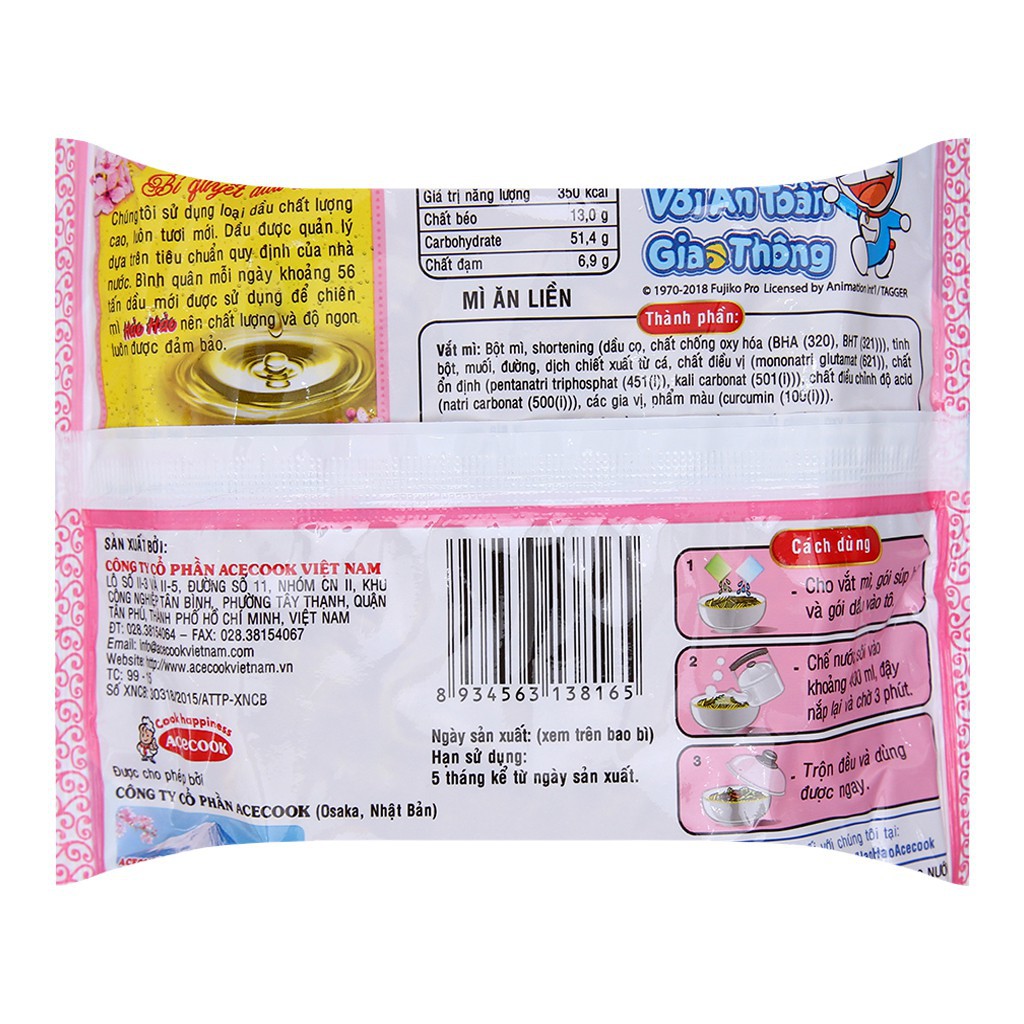 Bí quyết dầu
Chúng tôi sử dụng loại dầu chất lượng
cao, luôn tươi mới. Dầu được quản lý
dựa trên tiêu chuẩn quy định của nhà
nước. Bình quân mỗi ngày khoảng 56
tấn dầu mới được sử dụng để chiên
mì Hảo Hảo nên chất lượng và độ ngon
luôn được đảm bảo.
Giá trị năng lượng 350 kcal
Chất béo 13,0 g
Carbohydrate 51,4 g
Chất đạm 6,9 g
MÌ ĂN LIỀN
Với An Toàn
Giao Thông
© 1970-2018 Fujiko Pro Licensed by Animation Int'l/TAGGER
Thành phần:
Vắt mì: Bột mì, shortening (dầu cọ, chất chống oxy hóa (BHA (320), BHT (321))), tinh
bột, muối, đường, dịch chiết xuất từ cá, chất điều vị (mononatri glutamat (621)), chất
ổn định (pentanatri triphosphat (451(i)), kali carbonat (501(i))), chất điều chỉnh độ acid
(natri carbonat (500(i))), các gia vị, phẩm màu (curcumin (100(i))).
SẢN XUẤT BỞI:
CÔNG TY CỔ PHẦN ACECOOK VIỆT NAM
LÔ SỐ II-3 VÀ II-5, ĐƯỜNG SỐ 11, NHÓM CN II, KHU
CÔNG NGHIỆP TÂN BÌNH, PHƯỜNG TÂY THẠNH, QUẬN
TÂN PHÚ, THÀNH PHỐ HỒ CHÍ MINH, VIỆT NAM
ĐT: 028.38154064 – FAX: 028.38154067
Email: info@acecookvietnam.com
Website: http://www.acecookvietnam.vn
TC: 99 -
Số XNCB: 00318/2015/ATTP-XNCB
Cook happiness
ACECOOK
Được cho phép bởi
CÔNG TY CỔ PHẦN ACECOOK (Osaka, Nhật Bản)
8 934563 138165
Ngày sản xuất: (xem trên bao bì)
Hạn sử dụng:
5 tháng kể từ ngày sản xuất.
Cách dùng
1
- Cho vắt mì, gói súp
và gói dầu vào tô.
2
- Chế nước sôi vào
khoảng 400 ml, đậy
nắp lại và chờ 3 phút.
3
- Trộn đều và dùng
được ngay.
với chúng tôi tại:
HaoAcecook
NƯỚ